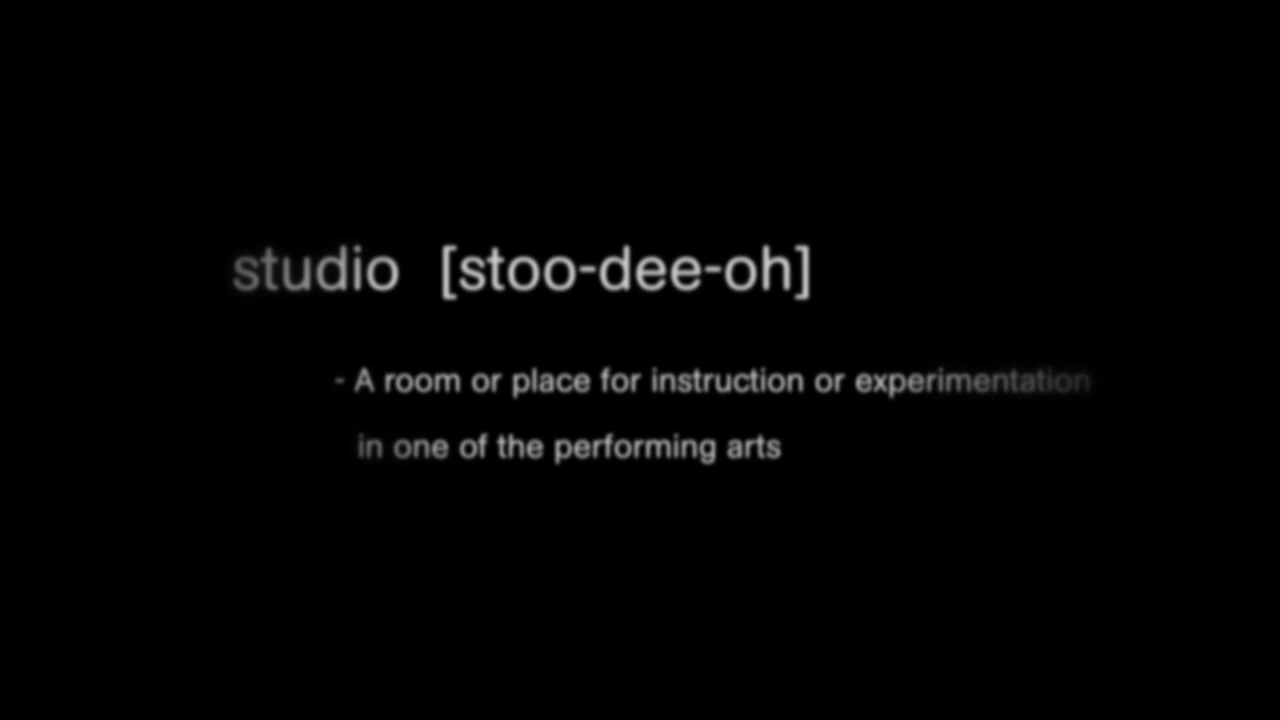 studio [stoo-dee-oh]
- A room or place for instruction or experimentation
in one of the performing arts